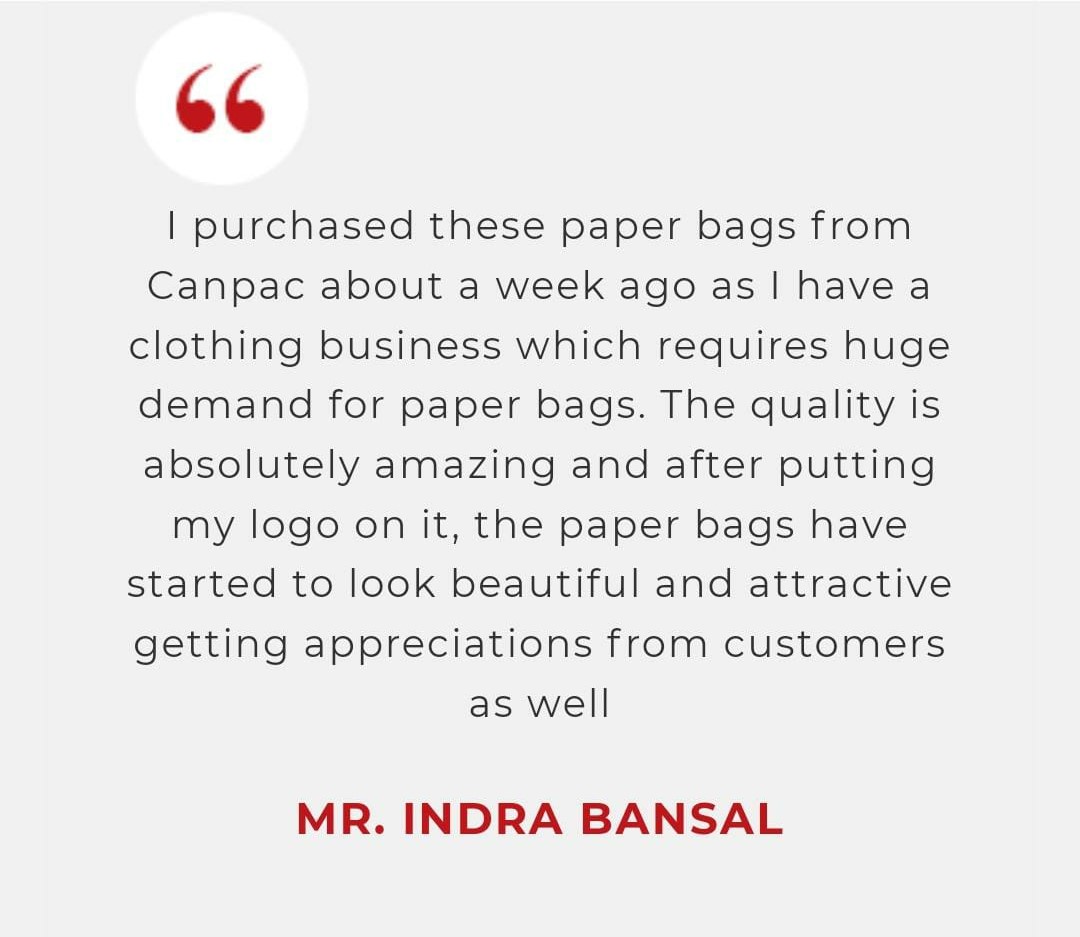 “
I purchased these paper bags from
Canpac about a week ago as I have a
clothing business which requires huge
demand for paper bags. The quality is
absolutely amazing and after putting
my logo on it, the paper bags have
started to look beautiful and attractive
getting appreciations from customers
as well
MR. INDRA BANSAL